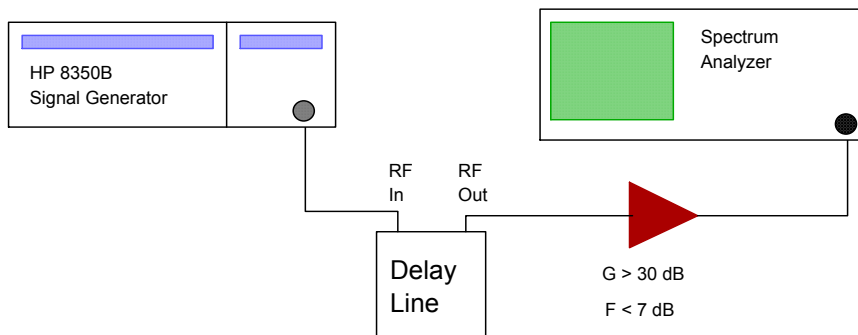 HP 8350B
Signal Generator
Spectrum
Analyzer
RF
In
RF
Out
Delay
Line
G > 30 dB
F < 7 dB